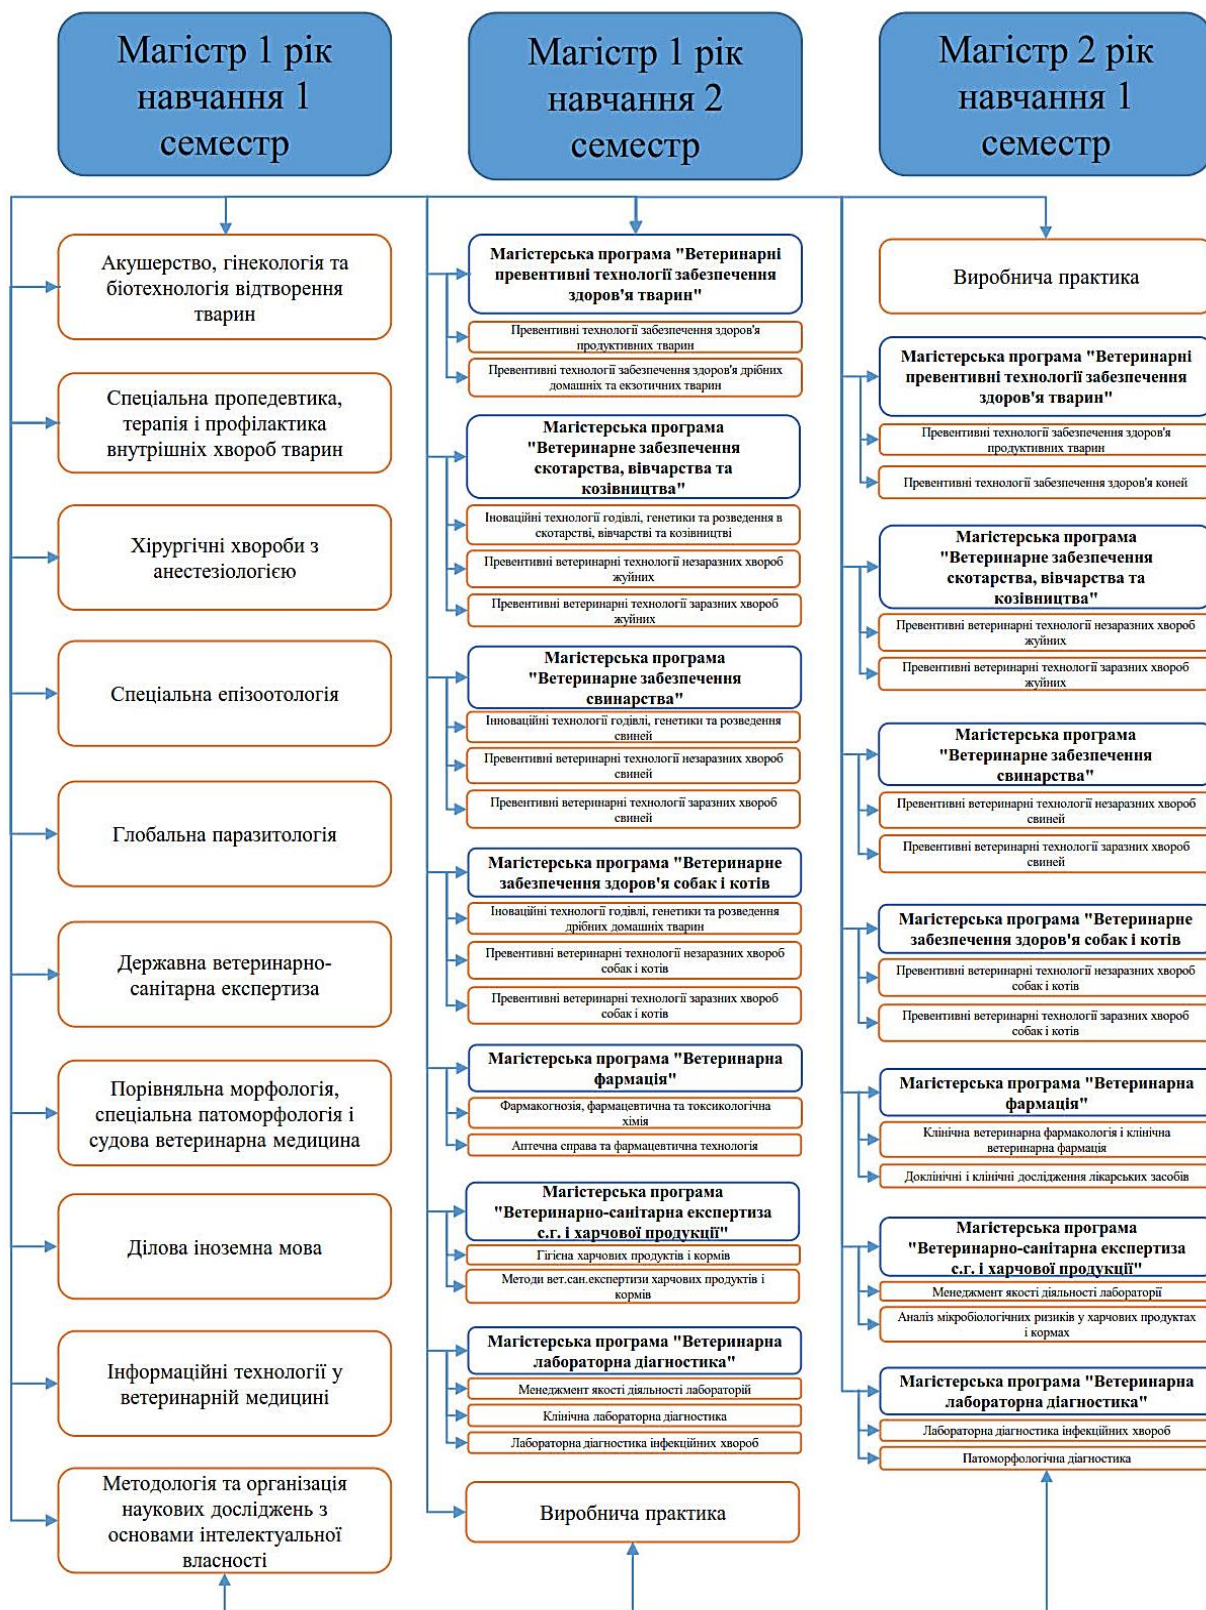 Магістр 1 рік
навчання 1
семестр
Акушерство, гінекологія та
біотехнологія відтворення
тварин
Спеціальна пропедевтика,
терапія і профілактика
внутрішніх хвороб тварин
Хірургічні хвороби з
анестезіологією
Спеціальна епізоотологія
Глобальна паразитологія
Державна ветеринарно-
санітарна експертиза
Порівняльна морфологія,
спеціальна патоморфологія і
судова ветеринарна медицина
Ділова іноземна мова
Інформаційні технології у
ветеринарній медицині
Методологія та організація
наукових досліджень з
основами інтелектуальної
власності
Магістр 1 рік
навчання 2
семестр
Магістерська програма "Ветеринарні
превентивні технології забезпечення
здоров'я тварин"
Превентивні технології забезпечення здоров'я
продуктивних тварин
Превентивні технології забезпечення здоров'я дрібних
домашніх та екзотичних тварин
Магістерська програма
"Ветеринарне забезпечення
скотарства, вівчарства та
козівництва"
Іноваційні технології годівлі, генетики та розведення в
скотарстві, вівчарстві та козівництві
Превентивні ветеринарні технології незаразних хвороб
жуйних
Превентивні ветеринарні технології заразних хвороб
жуйних
Магістерська програма
"Ветеринарне забезпечення
свинарства"
Інноваційні технології годівлі, генетики та розведення
свиней
Превентивні ветеринарні технології незаразних хвороб
свиней
Превентивні ветеринарні технології заразних хвороб
свиней
Магістерська програма "Ветеринарне
забезпечення здоров'я собак і котів
Іноваційні технології годівлі, генетики та розведення
дрібних домашніх тварин
Превентивні ветеринарні технології незаразних хвороб
собак і котів
Превентивні ветеринарні технології заразних хвороб
собак і котів
Магістерська програма "Ветеринарна
фармація"
Фармакогнозія, фармацевтична та токсикологічна
хімія
Аптечна справа та фармацевтична технологія
Магістерська програма
"Ветеринарно-санітарна експертиза
с.г. і харчової продукції"
Гігієна харчових продуктів і кормів
Методи вет.сан.експертизи харчових продуктів і
кормів
Магістерська програма "Ветеринарна
лабораторна діагностика"
Менеджмент якості діяльності лабораторій
Клінічна лабораторна діагностика
Лабораторна діагностика інфекційних хвороб
Виробнича практика
Магістр 2 рік
навчання 1
семестр
Виробнича практика
Магістерська програма "Ветеринарні
превентивні технології забезпечення
здоров'я тварин"
Превентивні технології забезпечення здоров'я
продуктивних тварин
Превентивні технології забезпечення здоров'я коней
Магістерська програма
"Ветеринарне забезпечення
скотарства, вівчарства та
козівництва"
Превентивні ветеринарні технології незаразних хвороб
жуйних
Превентивні ветеринарні технології заразних хвороб
жуйних
Магістерська програма
"Ветеринарне забезпечення
свинарства"
Превентивні ветеринарні технології незаразних хвороб
свиней
Превентивні ветеринарні технології заразних хвороб
свиней
Магістерська програма "Ветеринарне
забезпечення здоров'я собак і котів
Превентивні ветеринарні технології незаразних хвороб
собак і котів
Превентивні ветеринарні технології заразних хвороб
собак і котів
Магістерська програма "Ветеринарна
фармація"
Клінічна ветеринарна фармакологія і клінічна
ветеринарна фармація
Доклінічні і клінічні дослідження лікарських засобів
Магістерська програма
"Ветеринарно-санітарна експертиза
с.г. і харчової продукції"
Менеджмент якості діяльності лабораторії
Аналіз мікробіологічних ризиків у харчових продуктах
і кормах
Магістерська програма "Ветеринарна
лабораторна діагностика"
Лабораторна діагностика інфекційних хвороб
Патоморфологічна діагностика